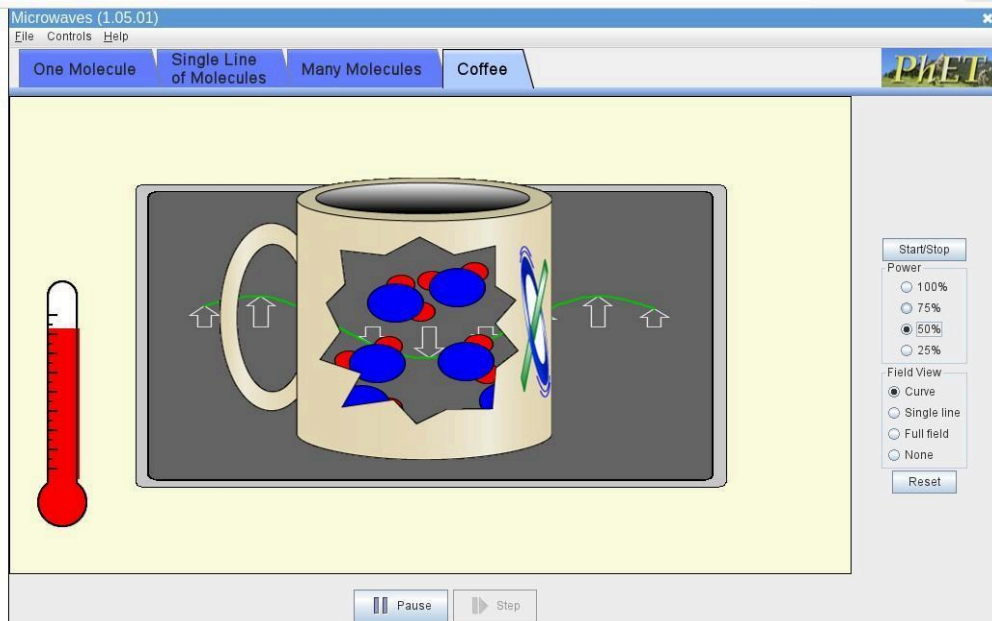 Microwaves (1.05.01)
File Controls Help
One Molecule
Single Line
of Molecules
Many Molecules
Coffee
PhET
Start/Stop
Power
100%
75%
50%
25%
Field View
Curve
Single line
Full field
None
Reset
Pause
Step